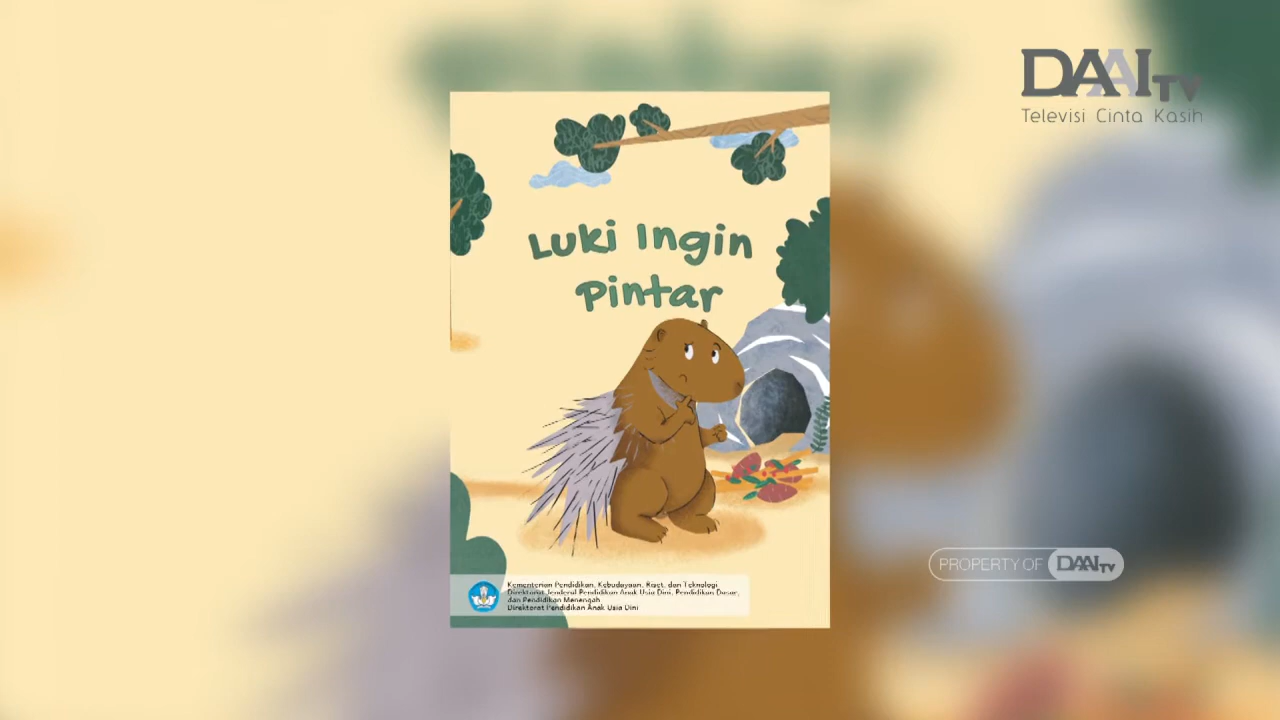 DAAI TV
Televisi Cinta Kasih
Luki Ingin
Pintar
PROPERTY OF DAAI TV
Kementerian Pendidikan, Kebudayaan, Riset, dan Teknologi
Direktorat Jenderal Pendidikan Anak Usia Dini, Pendidikan Dasar,
dan Pendidikan Menengah
Direktorat Pendidikan Anak Usia Dini